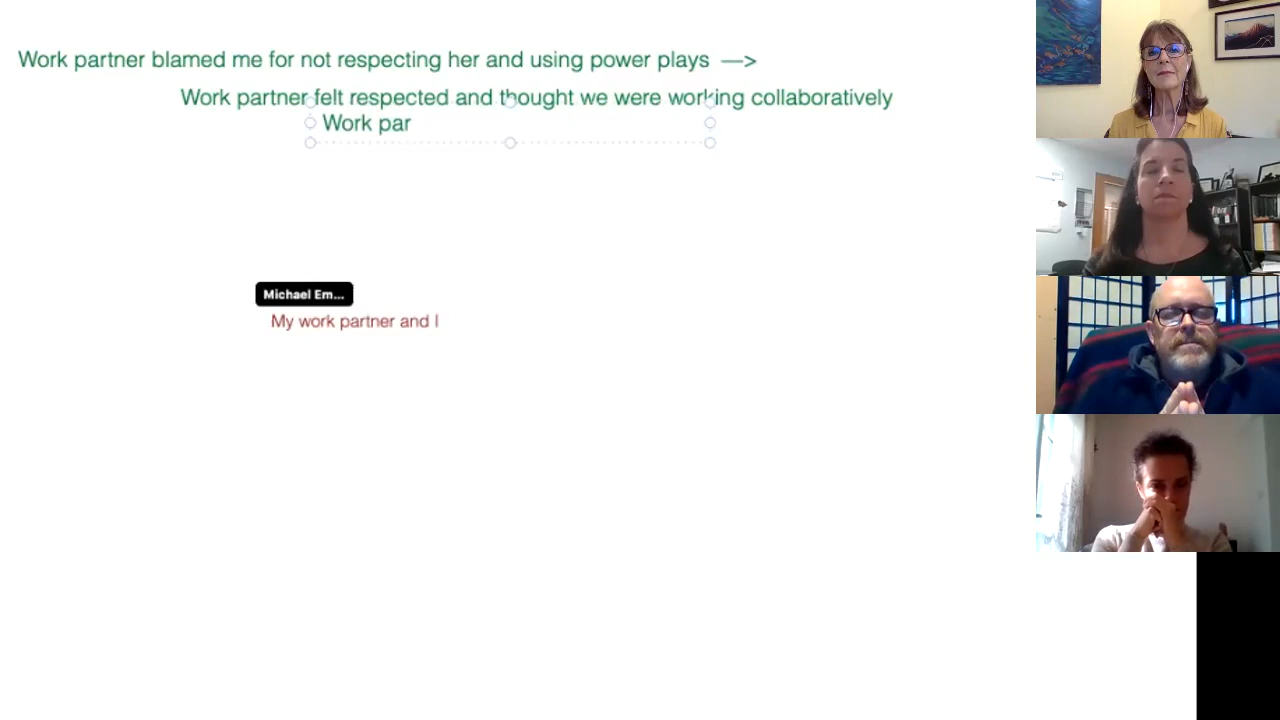 Work partner blamed me for not respecting her and using power plays —>
Work partner felt respected and thought we were working collaboratively
Work par
Michael Em...
My work partner and I